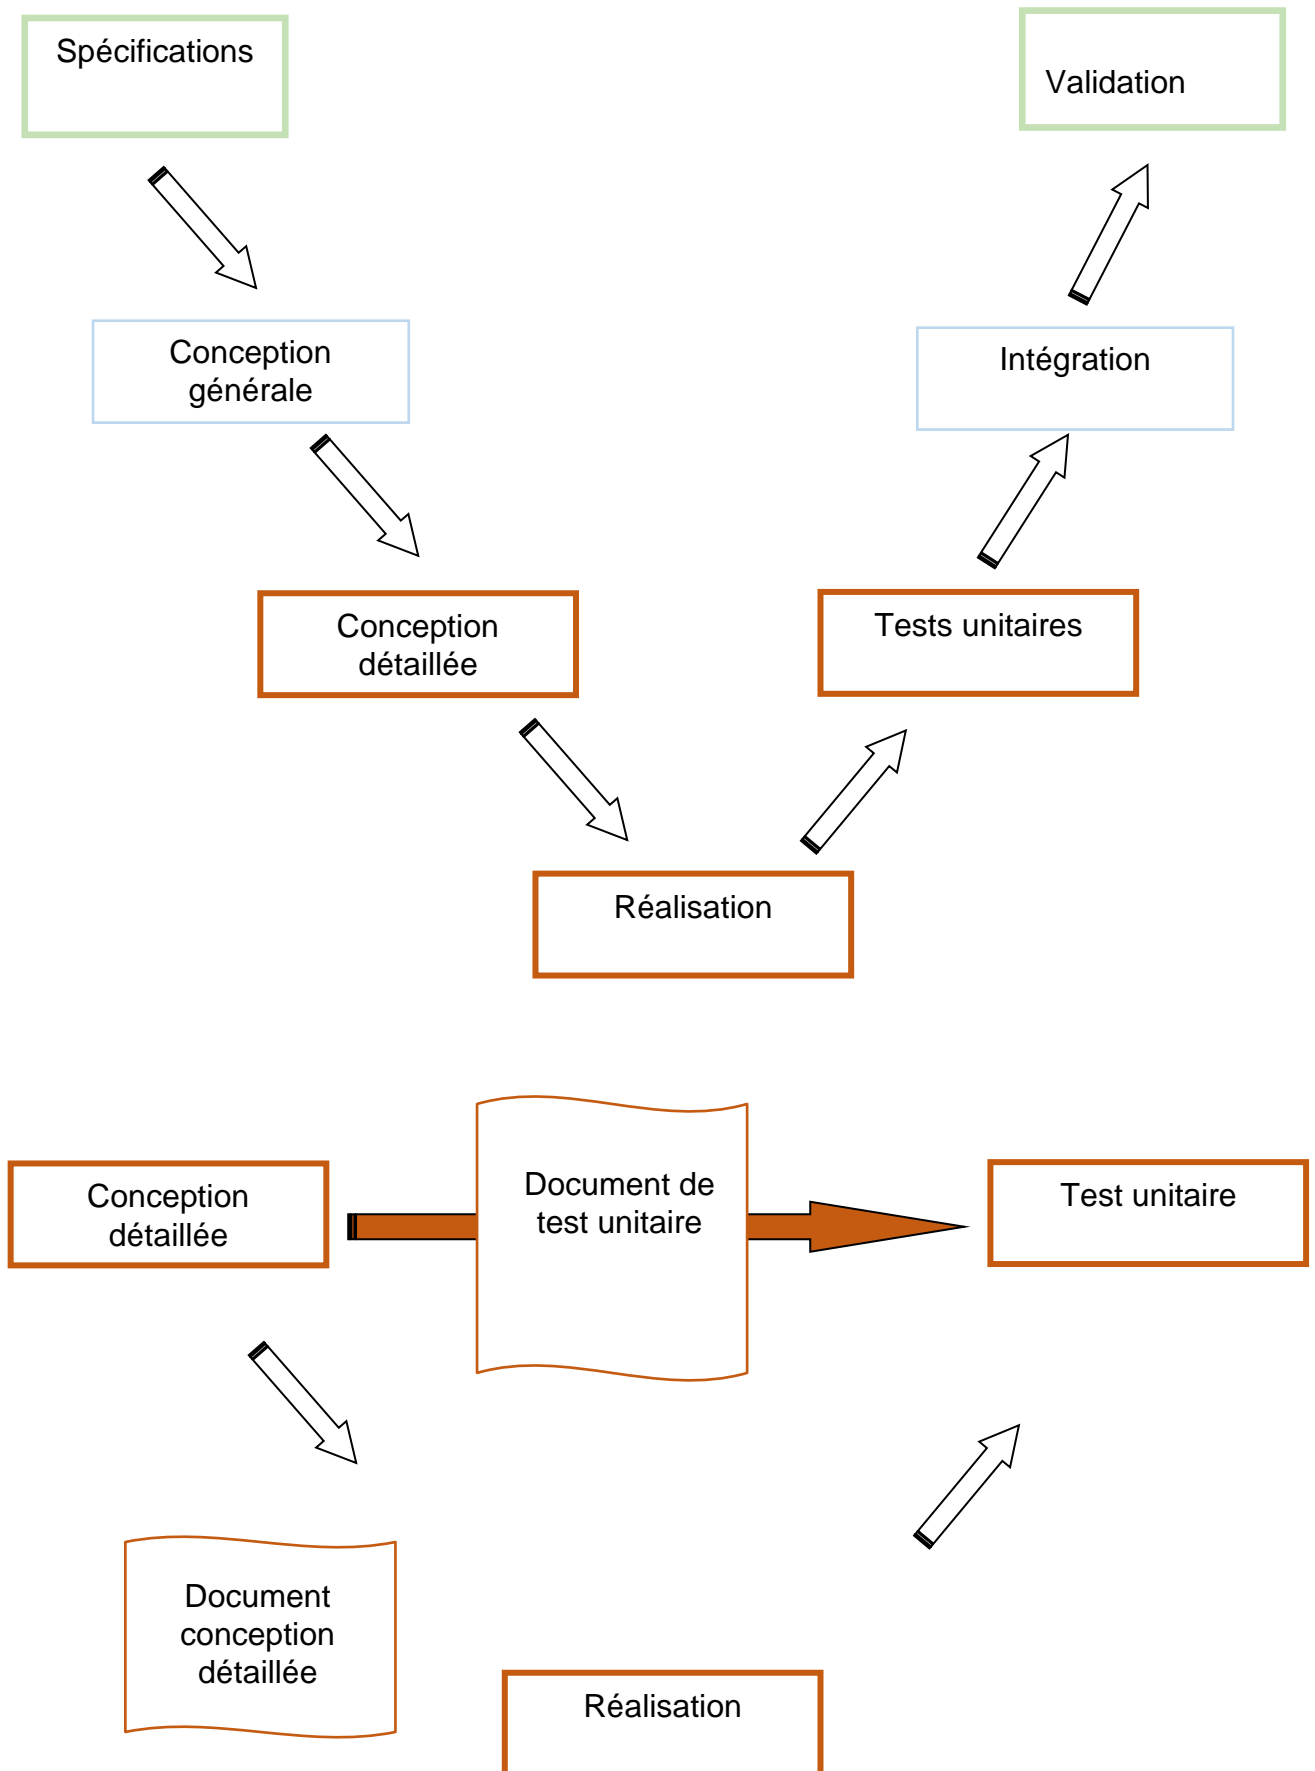 Spécifications
Validation
Conception
générale
Intégration
Conception
détaillée
Tests unitaires
Réalisation
Conception
détaillée
Document de
test unitaire
Test unitaire
Document
conception
détaillée
Réalisation